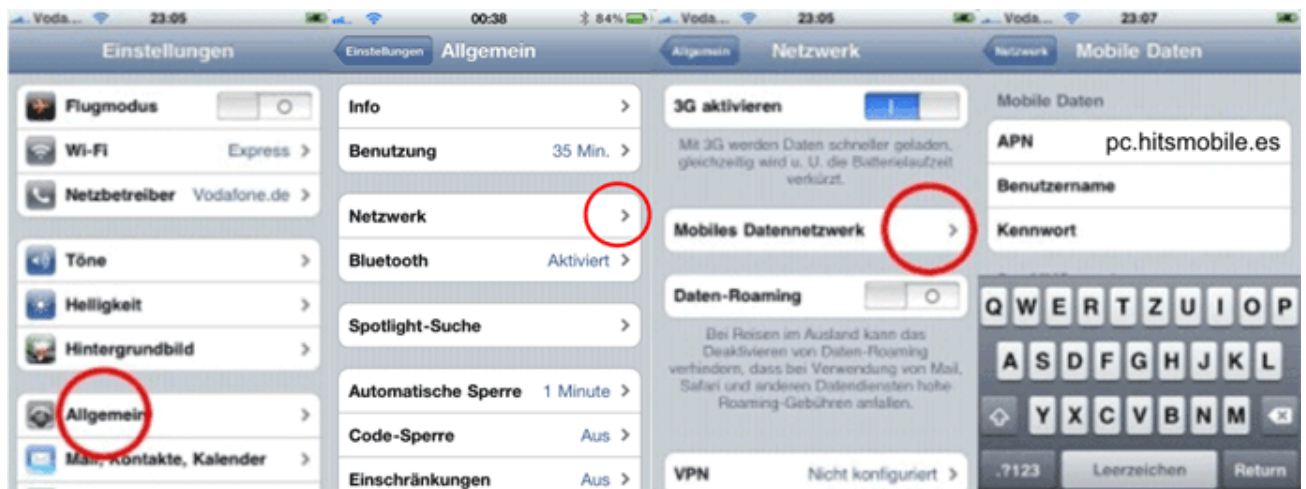 Voda... 23:05
Einstellungen
Flugmodus
Wi-Fi Express
Netzbetreiber Vodafone.de
Töne
Helligkeit
Hintergrundbild
Allgemein
Mail, Kontakte, Kalender
00:38 84%
Einstellungen Allgemein
Info
Benutzung 35 Min.
Netzwerk
Bluetooth Aktiviert
Spotlight-Suche
Automatische Sperre 1 Minute
Code-Sperre Aus
Einschränkungen Aus
Voda... 23:05
Allgemein Netzwerk
3G aktivieren
Mit 3G werden Daten schneller geladen,
gleichzeitig wird u. U. die Batterielaufzeit
verkürzt.
Mobiles Datennetzwerk
Daten-Roaming
Bei Reisen im Ausland kann das
Deaktivieren von Daten-Roaming
verhindern, dass bei Verwendung von Mail,
Safari und anderen Datendiensten hohe
Roaming-Gebühren anfallen.
VPN Nicht konfiguriert
Voda... 23:07
Netzwerk Mobile Daten
Mobile Daten
APN pc.hitsmobile.es
Benutzername
Kennwort
Q W E R T Z U I O P
A S D F G H J K L
Y X C V B N M
.?123 Leerzeichen Return